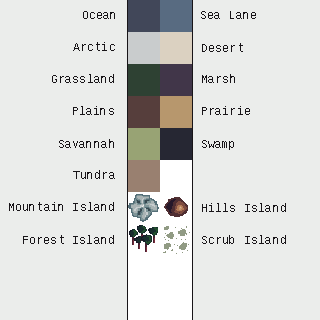 Ocean Sea Lane
Arctic Desert
Grassland Marsh
Plains Prairie
Savannah Swamp
Tundra
Mountain Island Hills Island
Forest Island Scrub Island